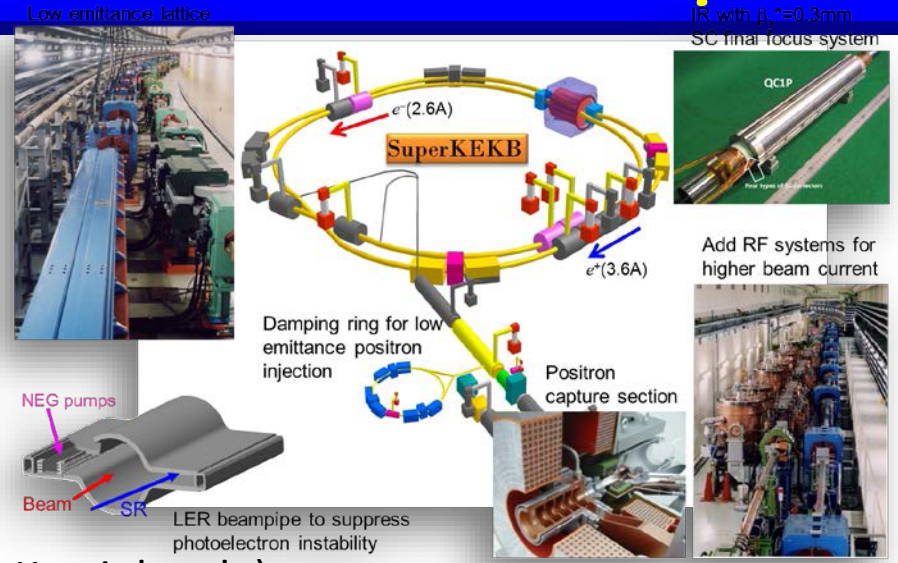 Low emittance lattice
IR with β*=0.3mm
SC final focus system
QC1P
e⁻(2.6A)
SuperKEKB
e⁺(3.6A)
Add RF systems for
higher beam current
Damping ring for low
emittance positron
injection
Positron
capture section
NEG pumps
Beam
SR
LER beampipe to suppress
photoelectron instability